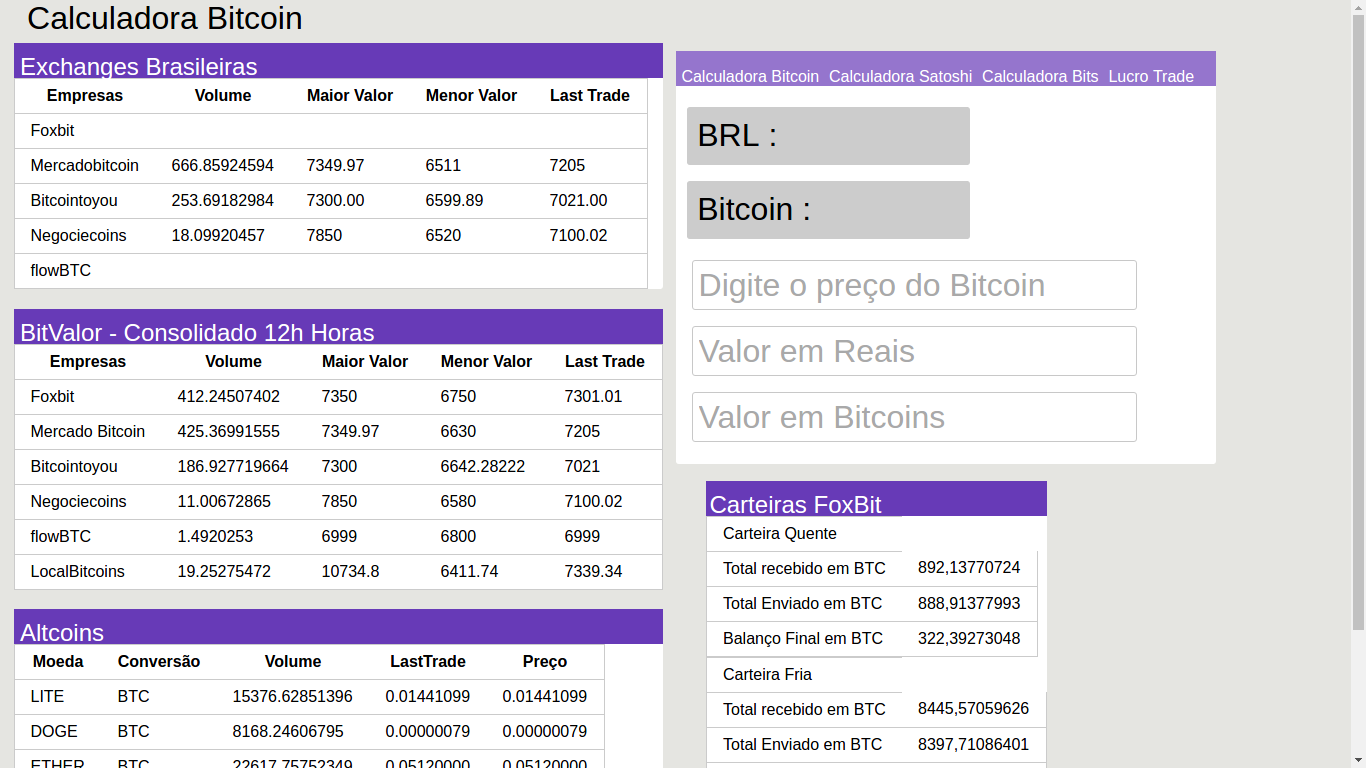 Calculadora Bitcoin
Exchanges Brasileiras
Empresas Volume Maior Valor Menor Valor Last Trade
Foxbit
Mercadobitcoin 666.85924594 7349.97 6511 7205
Bitcointoyou 253.69182984 7300.00 6599.89 7021.00
Negociecoins 18.09920457 7850 6520 7100.02
flowBTC
BitValor - Consolidado 12h Horas
Empresas Volume Maior Valor Menor Valor Last Trade
Foxbit 412.24507402 7350 6750 7301.01
Mercado Bitcoin 425.36991555 7349.97 6630 7205
Bitcointoyou 186.927719664 7300 6642.28222 7021
Negociecoins 11.00672865 7850 6580 7100.02
flowBTC 1.4920253 6999 6800 6999
LocalBitcoins 19.25275472 10734.8 6411.74 7339.34
Altcoins
Moeda Conversão Volume LastTrade Preço
LITE BTC 15376.62851396 0.01441099 0.01441099
DOGE BTC 8168.24606795 0.00000079 0.00000079
ETHER BTC 22617.75752349 0.05120000 0.05120000
Calculadora Bitcoin Calculadora Satoshi Calculadora Bits Lucro Trade
BRL :
Bitcoin :
Digite o preço do Bitcoin
Valor em Reais
Valor em Bitcoins
Carteiras FoxBit
Carteira Quente
Total recebido em BTC 892,13770724
Total Enviado em BTC 888,91377993
Balanço Final em BTC 322,39273048
Carteira Fria
Total recebido em BTC 8445,57059626
Total Enviado em BTC 8397,71086401